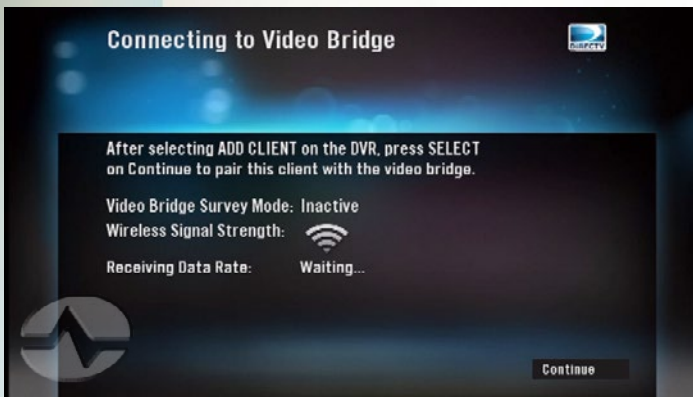 Connecting to Video Bridge
DIRECTV
After selecting ADD CLIENT on the DVR, press SELECT
on Continue to pair this client with the video bridge.
Video Bridge Survey Mode: Inactive
Wireless Signal Strength:
Receiving Data Rate: Waiting...
Continue